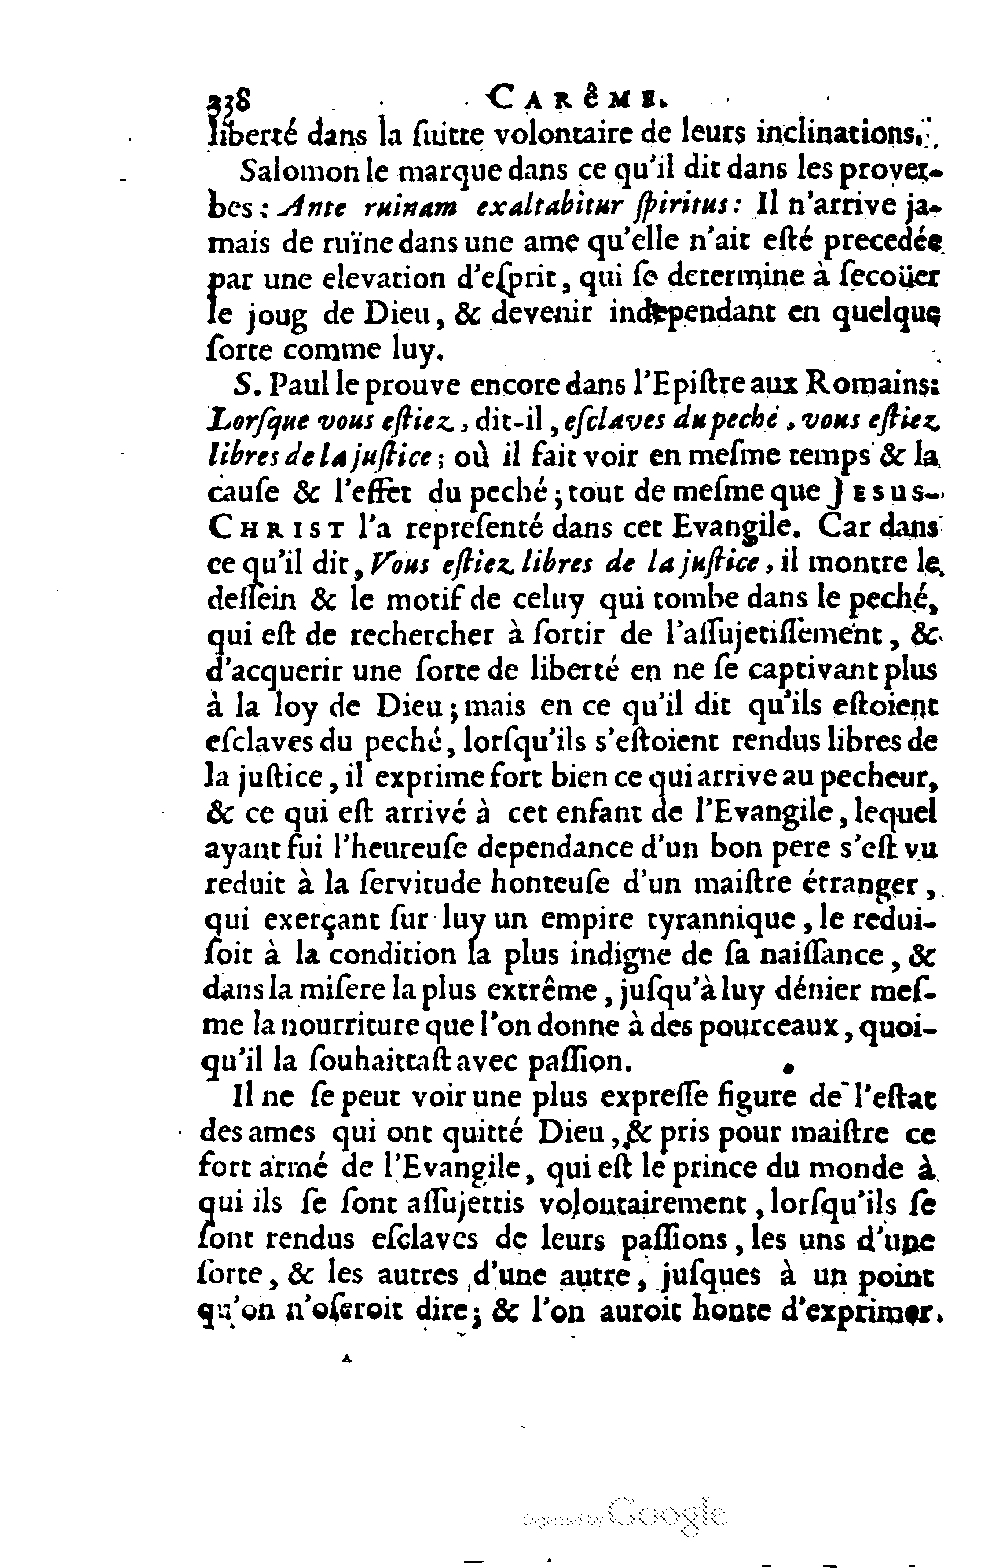 338 CARêME.
liberté dans la ſuitte volontaire de leurs inclinations.
Salomon le marque dans ce qu'il dit dans les prover-
bes : Ante ruinam exaltabitur ſpiritus : Il n'arrive ja-
mais de ruïne dans une ame qu'elle n'ait eſté precedée
par une elevation d'eſprit, qui ſe determine à ſecoüer
le joug de Dieu, & devenir indépendant en quelque
ſorte comme luy.
S. Paul le prouve encore dans l'Epiſtre aux Romains:
Lorſque vous eſtiez, dit-il, eſclaves du peché, vous eſtiez
libres de la juſtice ; où il fait voir en meſme temps & la
cauſe & l'effet du peché ; tout de meſme que JESUS-
CHRIST l'a repreſenté dans cet Evangile. Car dans
ce qu'il dit, Vous eſtiez libres de la juſtice, il montre le
deſſein & le motif de celuy qui tombe dans le peché,
qui eſt de rechercher à ſortir de l'aſſujetiſſement, &
d'acquerir une ſorte de liberté en ne ſe captivant plus
à la loy de Dieu ; mais en ce qu'il dit qu'ils eſtoient
eſclaves du peché, lorſqu'ils s'eſtoient rendus libres de
la juſtice, il exprime fort bien ce qui arrive au pecheur,
& ce qui eſt arrivé à cet enfant de l'Evangile, lequel
ayant fui l'heureuſe dependance d'un bon pere s'eſt vu
reduit à la ſervitude honteuſe d'un maiſtre étranger,
qui exerçant ſur luy un empire tyrannique, le redui-
ſoit à la condition la plus indigne de ſa naiſſance, &
dans la miſere la plus extrême, juſqu'à luy dénier meſ-
me la nourriture que l'on donne à des pourceaux, quoi-
qu'il la ſouhaittaſt avec paſſion.
Il ne ſe peut voir une plus expreſſe figure de l'eſtat
des ames qui ont quitté Dieu, & pris pour maiſtre ce
fort armé de l'Evangile, qui eſt le prince du monde à
qui ils ſe ſont aſſujettis volontairement, lorſqu'ils ſe
ſont rendus eſclaves de leurs paſſions, les uns d'une
ſorte, & les autres d'une autre, juſques à un point
qu'on n'oſeroit dire ; & l'on auroit honte d'exprimer.
Digitized by Google